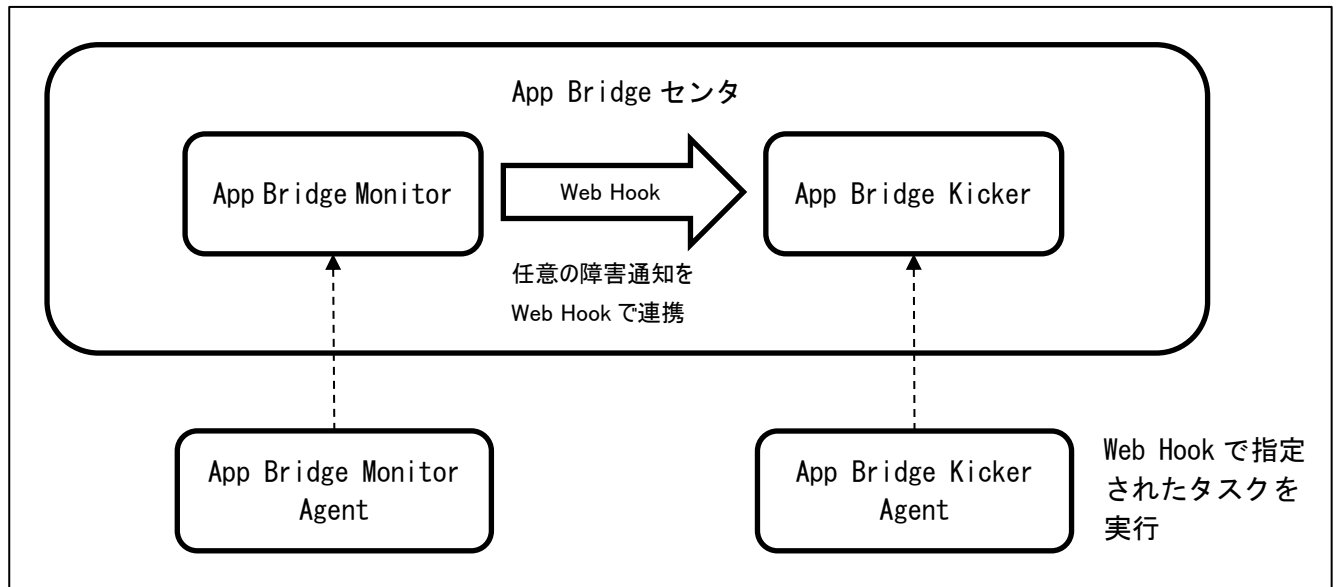 App Bridge センタ
App Bridge Monitor
Web Hook
App Bridge Kicker
任意の障害通知を
Web Hook で連携
App Bridge Monitor
Agent
App Bridge Kicker
Agent
Web Hook で指定
されたタスクを
実行